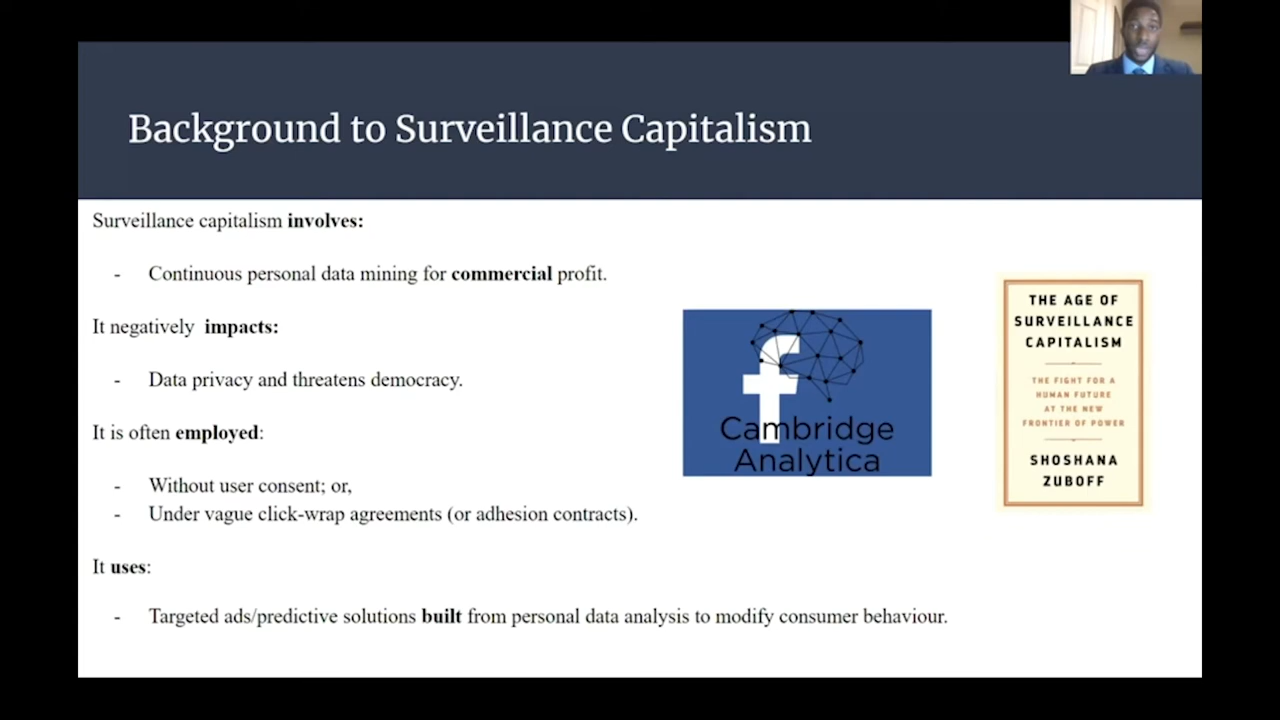 Background to Surveillance Capitalism
Surveillance capitalism involves:
- Continuous personal data mining for commercial profit.
It negatively impacts:
- Data privacy and threatens democracy.
It is often employed:
- Without user consent; or,
- Under vague click-wrap agreements (or adhesion contracts).
It uses:
- Targeted ads/predictive solutions built from personal data analysis to modify consumer behaviour.
f
Cambridge
Analytica
THE AGE OF
SURVEILLANCE
CAPITALISM
THE FIGHT FOR A
HUMAN FUTURE
AT THE NEW
FRONTIER OF POWER
SHOSHANA
ZUBOFF